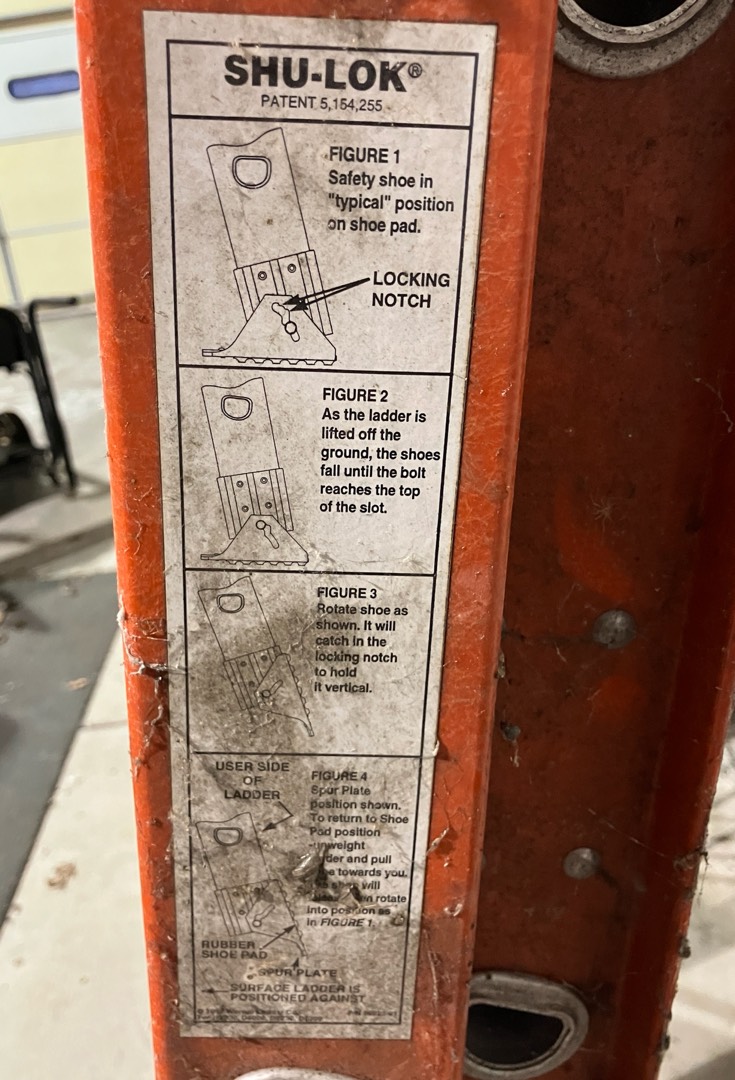 SHU-LOK®
PATENT 5,154,255
FIGURE 1
Safety shoe in
"typical" position
on shoe pad.
LOCKING
NOTCH
FIGURE 2
As the ladder is
lifted off the
ground, the shoes
fall until the bolt
reaches the top
of the slot.
FIGURE 3
Rotate shoe as
shown. It will
catch in the
locking notch
to hold
it vertical.
USER SIDE
OF
LADDER
FIGURE 4
Spur Plate
position shown.
To return to Shoe
Pad position
unweight
and pull
towards you.
will
rotate
into position as
in FIGURE 1.
RUBBER
SHOE PAD
SPUR PLATE
SURFACE LADDER IS
POSITIONED AGAINST